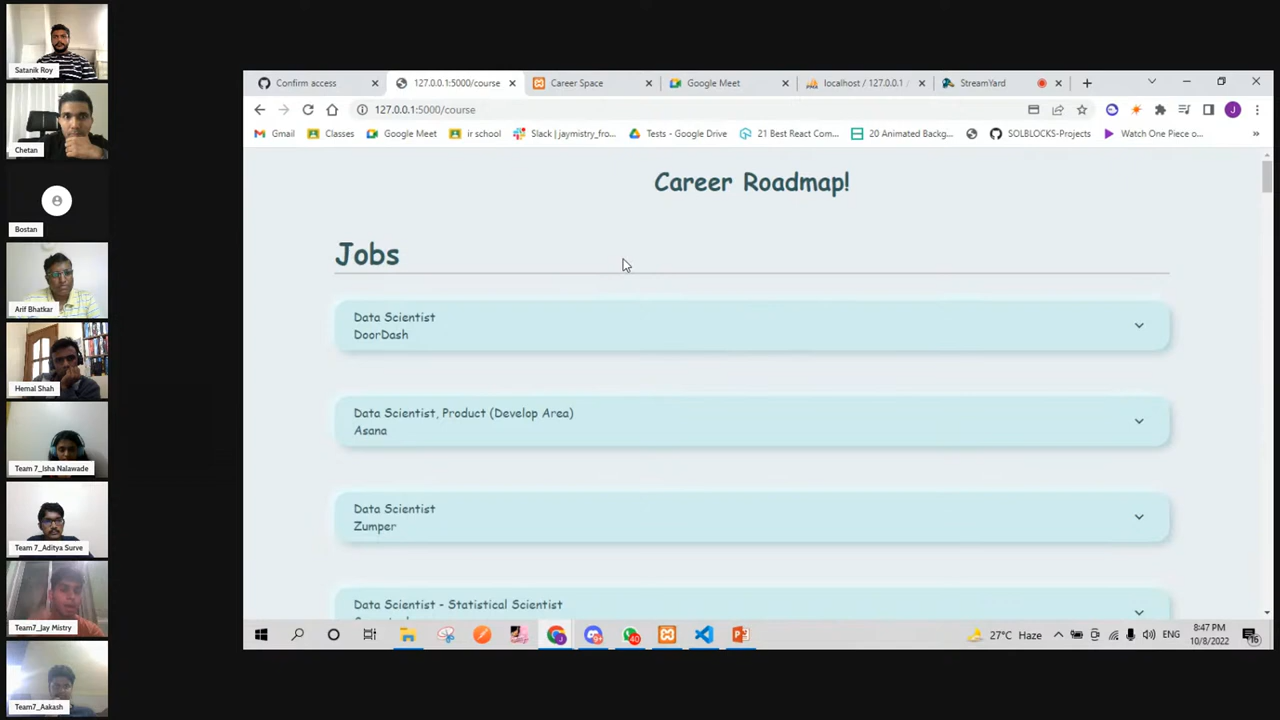 Satanik Roy
Chetan
Bostan
Arif Bhatkar
Hemal Shah
Team 7_Isha Nalawade
Team 7_Aditya Surve
Team7_Jay Mistry
Team7_Aakash
Confirm access
127.0.0.1:5000/course
Career Space
Google Meet
localhost / 127.0.0.1 /
StreamYard
127.0.0.1:5000/course
J
Gmail
Classes
Google Meet
ir school
Slack | jaymistry_fro...
Tests - Google Drive
21 Best React Com...
20 Animated Backg...
SOLBLOCKS-Projects
Watch One Piece o...
Career Roadmap!
Jobs
Data Scientist
DoorDash
Data Scientist, Product (Develop Area)
Asana
Data Scientist
Zumper
Data Scientist - Statistical Scientist
27°C Haze
ENG
8:47 PM
10/8/2022